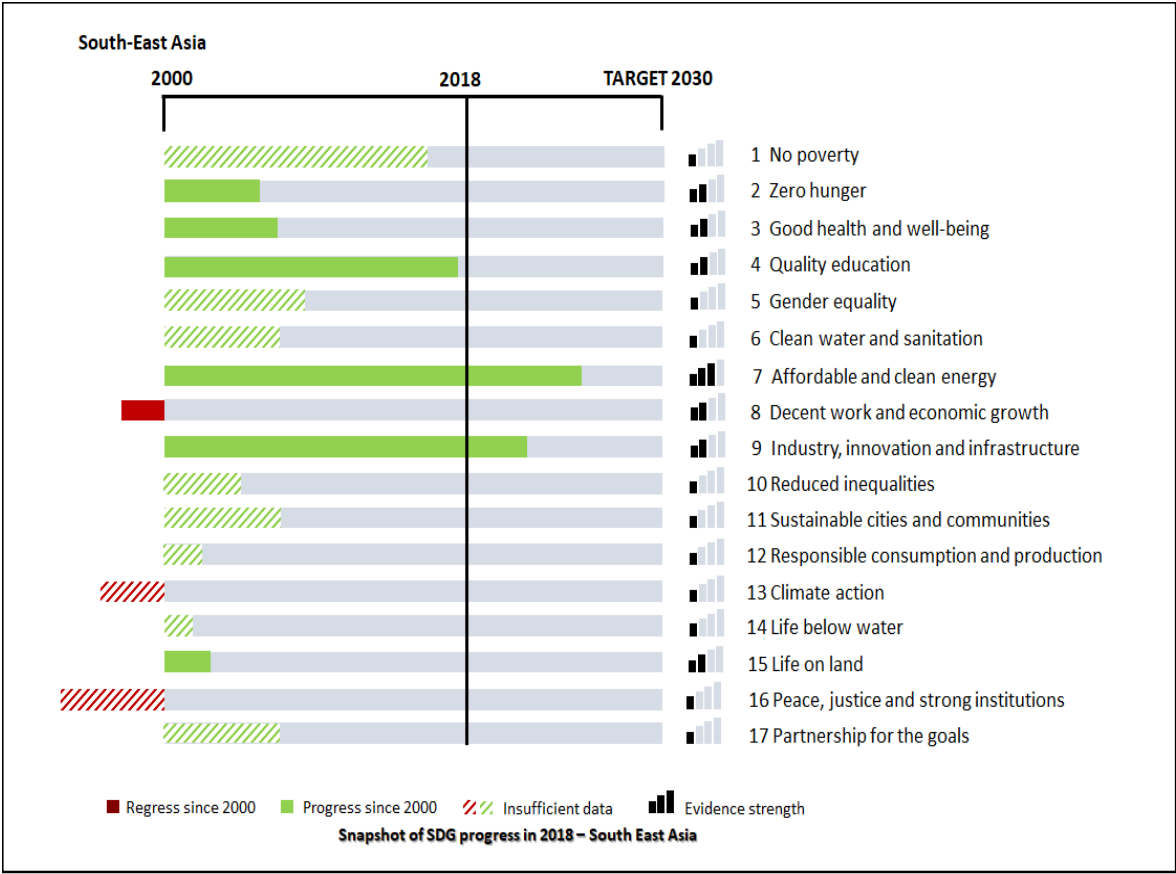 South-East Asia
2000 2018 TARGET 2030
1 No poverty
2 Zero hunger
3 Good health and well-being
4 Quality education
5 Gender equality
6 Clean water and sanitation
7 Affordable and clean energy
8 Decent work and economic growth
9 Industry, innovation and infrastructure
10 Reduced inequalities
11 Sustainable cities and communities
12 Responsible consumption and production
13 Climate action
14 Life below water
15 Life on land
16 Peace, justice and strong institutions
17 Partnership for the goals
Regress since 2000 Progress since 2000 Insufficient data Evidence strength
Snapshot of SDG progress in 2018 – South East Asia